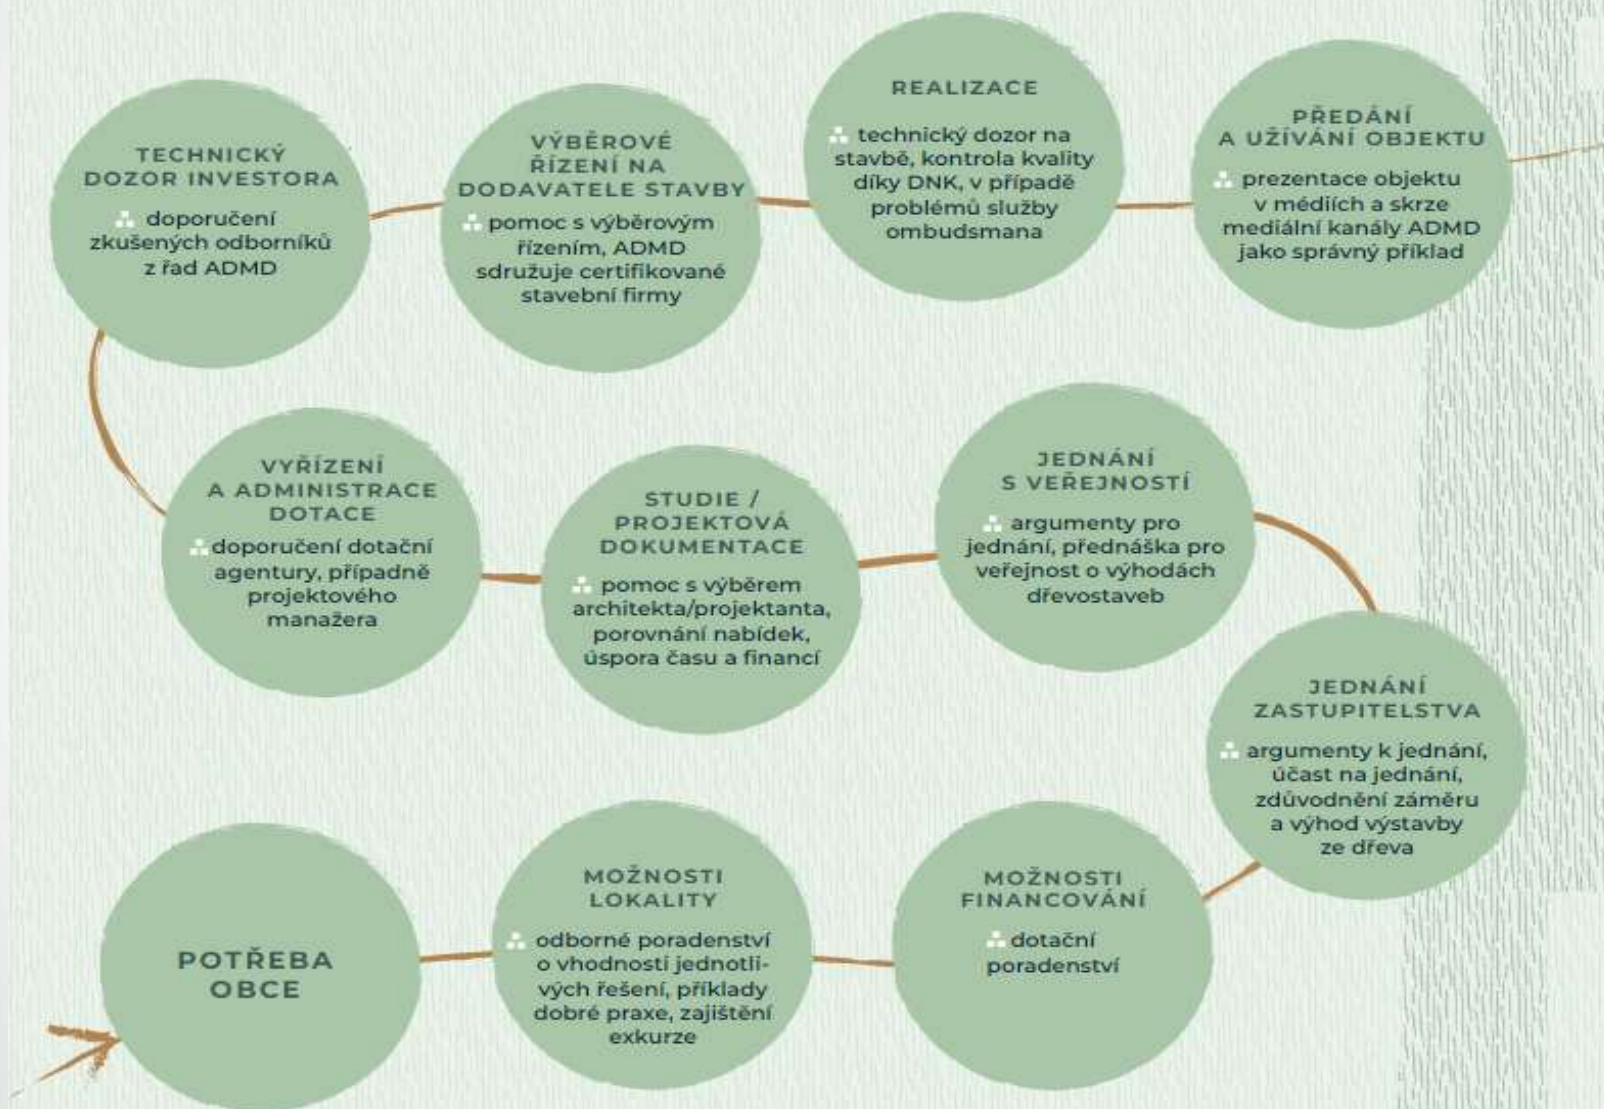 TECHNICKÝ
DOZOR INVESTORA
doporučení
zkušených odborníků
z řad ADMD
VÝBĚROVÉ
ŘÍZENÍ NA
DODAVATELE STAVBY
pomoc s výběrovým
řízením, ADMD
sdružuje certifikované
stavební firmy
REALIZACE
technický dozor na
stavbě, kontrola kvality
díky DNK, v případě
problémů služby
ombudsmana
PŘEDÁNÍ
A UŽÍVÁNÍ OBJEKTU
prezentace objektu
v médiích a skrze
mediální kanály ADMD
jako správný příklad
VYŘÍZENÍ
A ADMINISTRACE
DOTACE
doporučení dotační
agentury, případně
projektového
manažera
STUDIE /
PROJEKTOVÁ
DOKUMENTACE
pomoc s výběrem
architekta/projektanta,
porovnání nabídek,
úspora času a financí
JEDNÁNÍ
S VEŘEJNOSTÍ
argumenty pro
jednání, přednáška pro
veřejnost o výhodách
dřevostaveb
JEDNÁNÍ
ZASTUPITELSTVA
argumenty k jednání,
účast na jednání,
zdůvodnění záměru
a výhod výstavby
ze dřeva
POTŘEBA
OBCE
MOŽNOSTI
LOKALITY
odborné poradenství
o vhodnosti jednotli-
vých řešení, příklady
dobré praxe, zajištění
exkurze
MOŽNOSTI
FINANCOVÁNÍ
dotační
poradenství